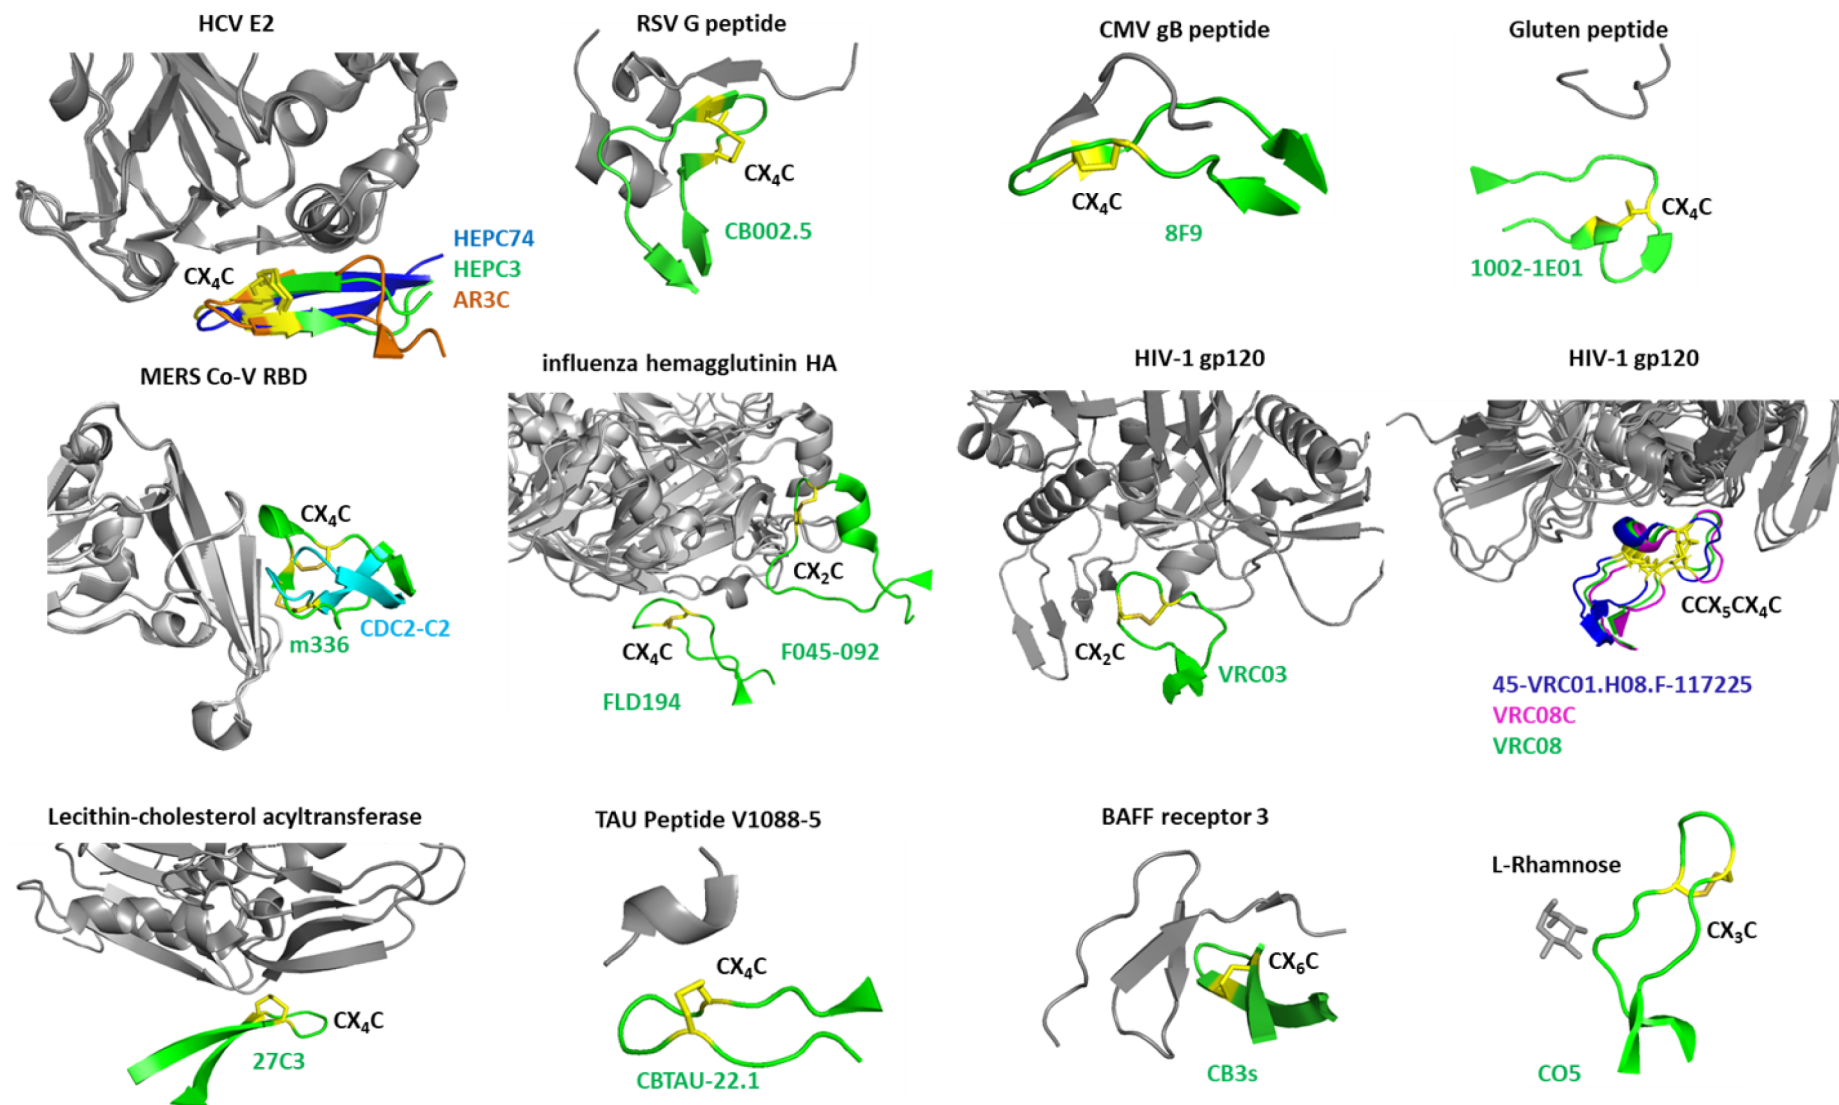 HCV E2
CX₄C
HEPC74
HEPC3
AR3C
RSV G peptide
CX₄C
CB002.5
CMV gB peptide
CX₄C
8F9
Gluten peptide
CX₄C
1002-1E01
MERS Co-V RBD
CX₄C
CDC2-C2
m336
influenza hemagglutinin HA
CX₂C
CX₄C
F045-092
FLD194
HIV-1 gp120
CX₂C
VRC03
HIV-1 gp120
CCX₅CX₄C
45-VRC01.H08.F-117225
VRC08C
VRC08
Lecithin-cholesterol acyltransferase
CX₄C
27C3
TAU Peptide V1088-5
CX₄C
CBTAU-22.1
BAFF receptor 3
CX₆C
CB3s
L-Rhamnose
CX₃C
CO5